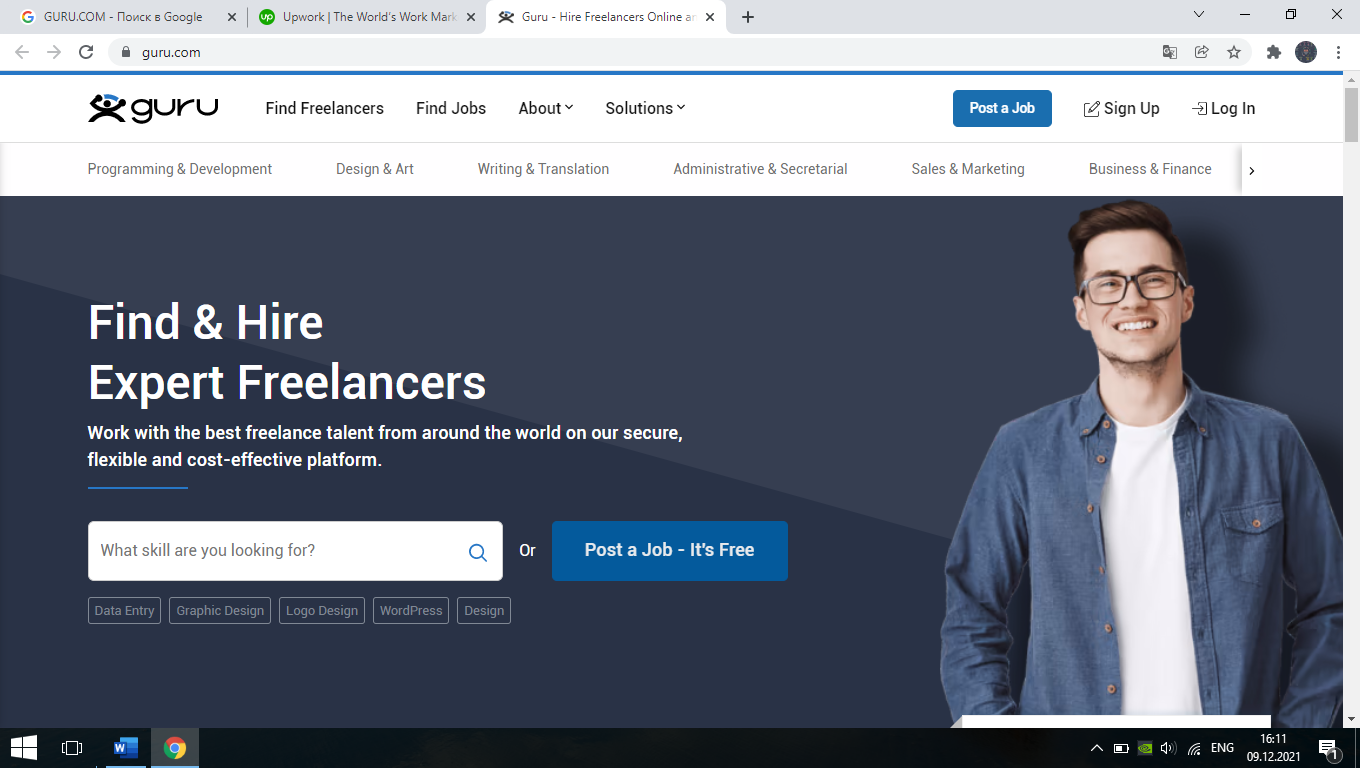 GURU.COM - Поиск в Google
Upwork | The World's Work Mark
Guru - Hire Freelancers Online an
guru.com
guru
Find Freelancers
Find Jobs
About
Solutions
Post a Job
Sign Up
Log In
Programming & Development
Design & Art
Writing & Translation
Administrative & Secretarial
Sales & Marketing
Business & Finance
Find & Hire
Expert Freelancers
Work with the best freelance talent from around the world on our secure,
flexible and cost-effective platform.
What skill are you looking for?
Or
Post a Job - It's Free
Data Entry
Graphic Design
Logo Design
WordPress
Design
ENG
16:11
09.12.2021
1